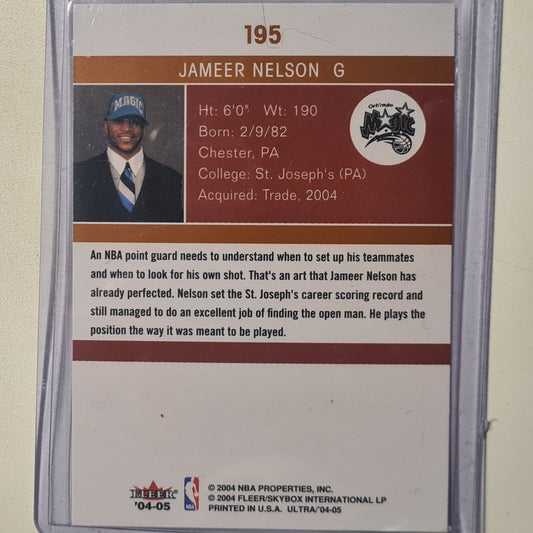 195
JAMEER NELSON G
MAGIC
Ht: 6'0" Wt: 190
Born: 2/9/82
Chester, PA
College: St. Joseph's (PA)
Acquired: Trade, 2004
Orlando
MAGIC
An NBA point guard needs to understand when to set up his teammates
and when to look for his own shot. That's an art that Jameer Nelson has
already perfected. Nelson set the St. Joseph's career scoring record and
still managed to do an excellent job of finding the open man. He plays the
position the way it was meant to be played.
FLEER
'04-05
NBA
© 2004 NBA PROPERTIES, INC.
© 2004 FLEER/SKYBOX INTERNATIONAL LP
PRINTED IN U.S.A. ULTRA/'04-05